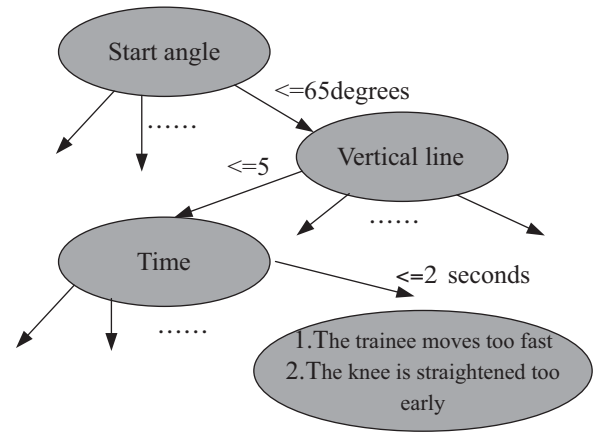 Start angle
<=65degrees
......
Vertical line
<=5
......
Time
<=2 seconds
......
1.The trainee moves too fast
2.The knee is straightened too
early